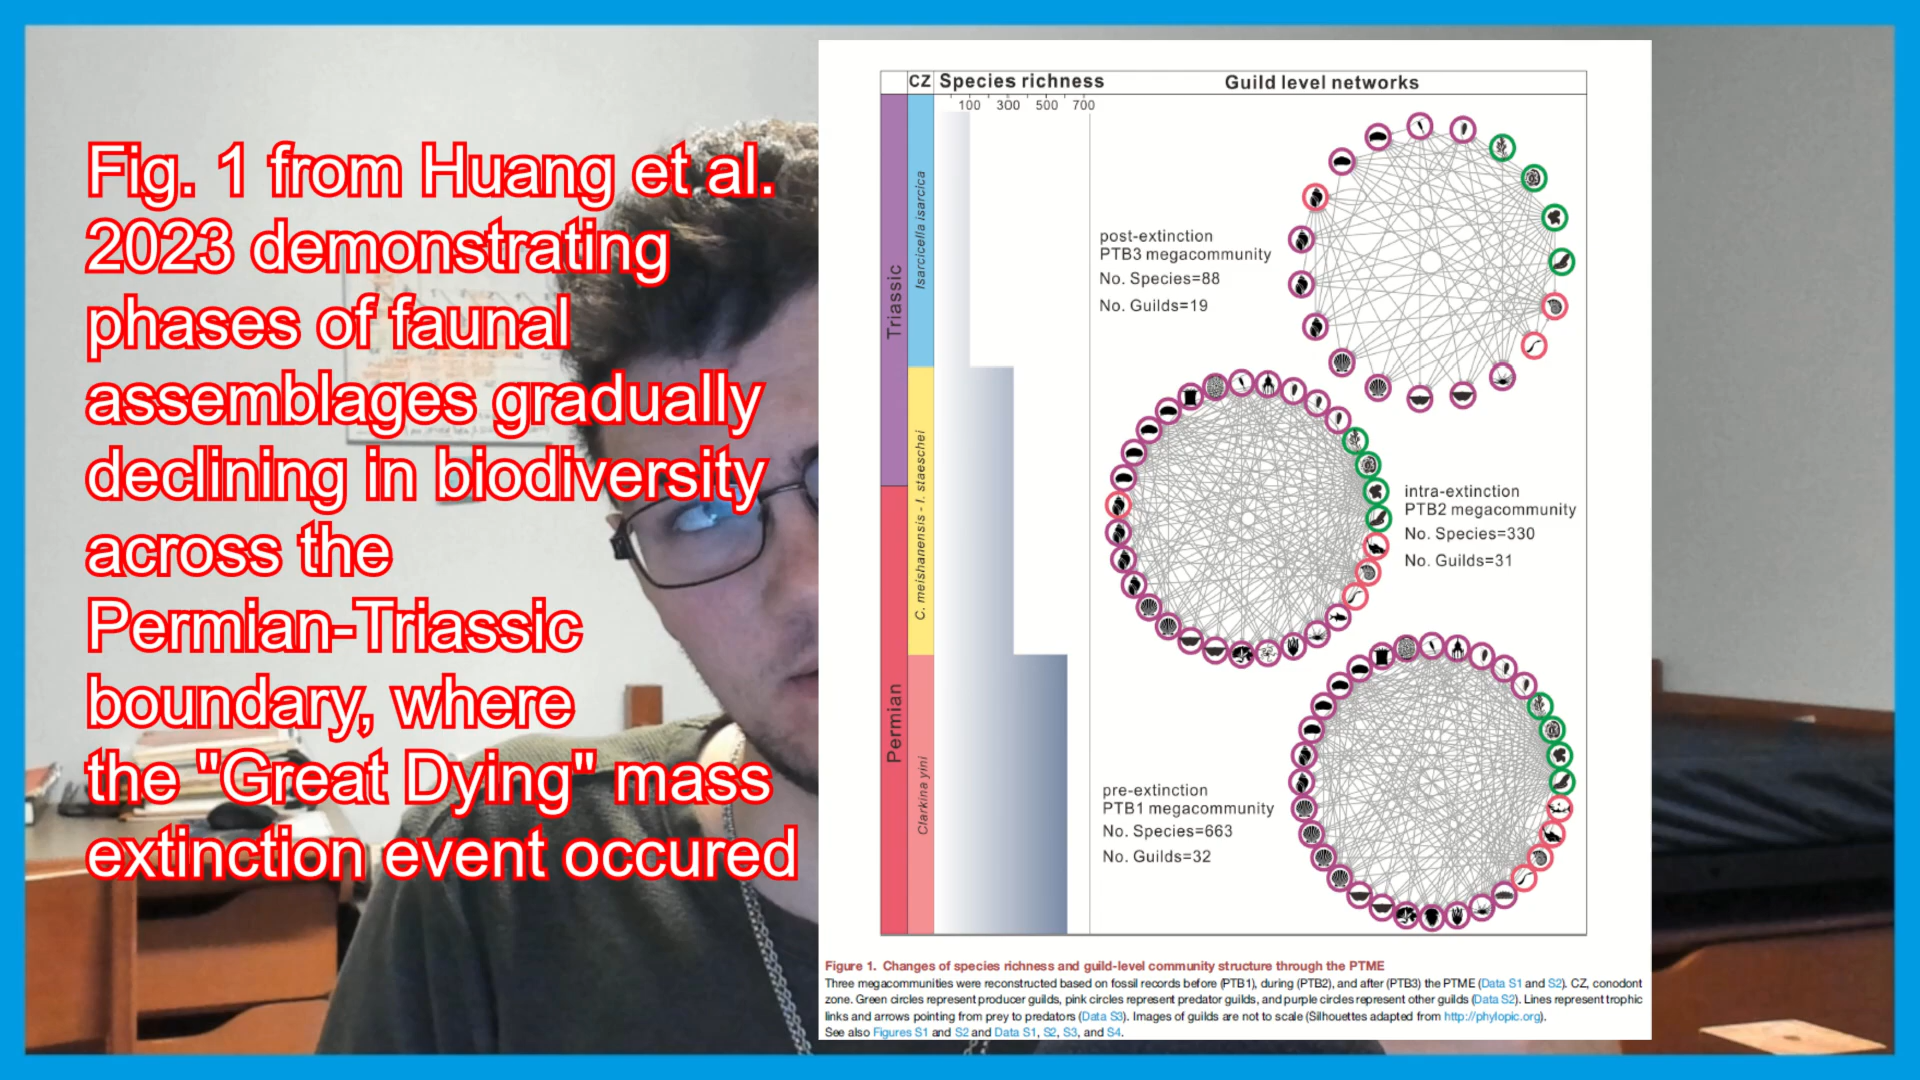 Fig. 1 from Huang et al.
2023 demonstrating
phases of faunal
assemblages gradually
declining in biodiversity
across the
Permian-Triassic
boundary, where
the "Great Dying" mass
extinction event occured
CZ Species richness Guild level networks
100 300 500 700
Triassic
Isarcicella isarcica
post-extinction
PTB3 megacommunity
No. Species=88
No. Guilds=19
C. meishanensis - I. staeschei
intra-extinction
PTB2 megacommunity
No. Species=330
No. Guilds=31
Permian
Clarkina yini
pre-extinction
PTB1 megacommunity
No. Species=663
No. Guilds=32
Figure 1. Changes of species richness and guild-level community structure through the PTME
Three megacommunities were reconstructed based on fossil records before (PTB1), during (PTB2), and after (PTB3) the PTME (Data S1 and S2). CZ, conodont
zone. Green circles represent producer guilds, pink circles represent predator guilds, and purple circles represent other guilds (Data S2). Lines represent trophic
links and arrows pointing from prey to predators (Data S3). Images of guilds are not to scale (Silhouettes adapted from http://phylopic.org).
See also Figures S1 and S2 and Data S1, S2, S3, and S4.